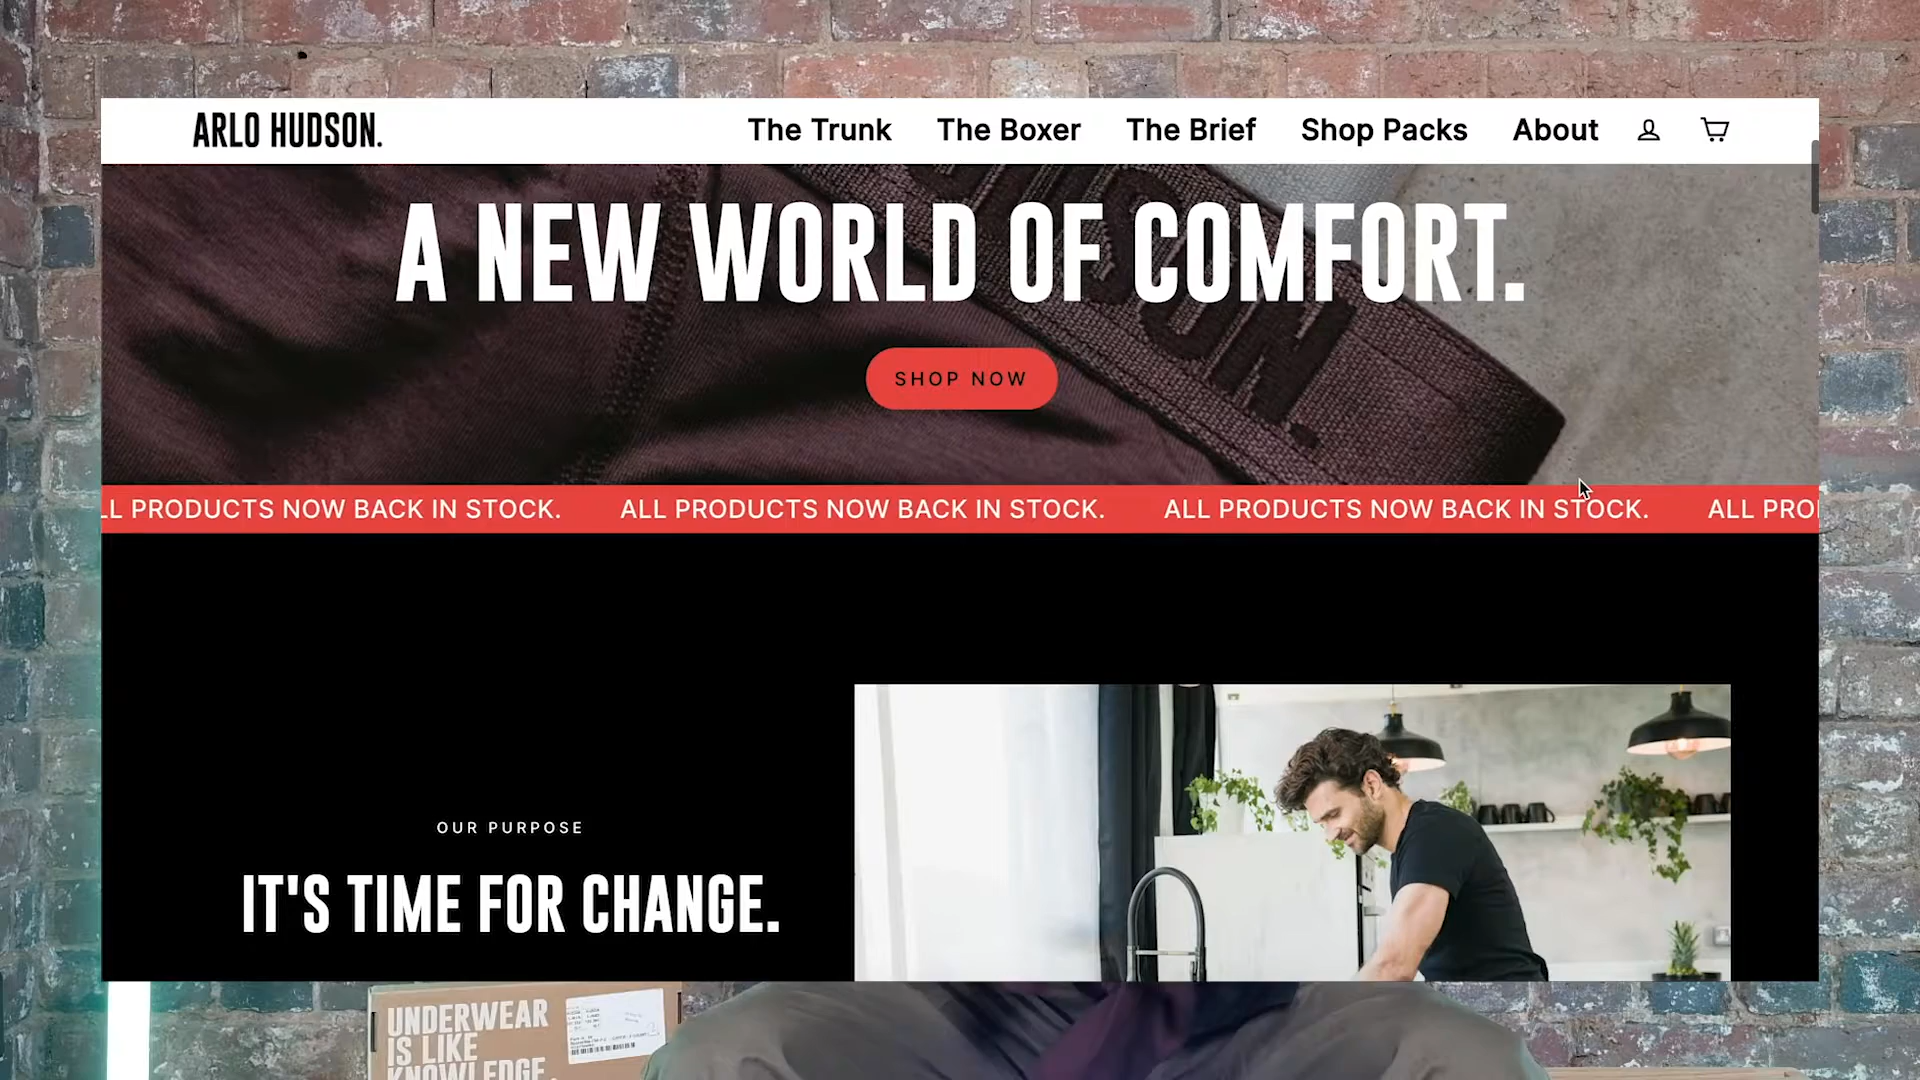 ARLO HUDSON.
The Trunk The Boxer The Brief Shop Packs About
A NEW WORLD OF COMFORT.
SHOP NOW
LL PRODUCTS NOW BACK IN STOCK. ALL PRODUCTS NOW BACK IN STOCK. ALL PRODUCTS NOW BACK IN STOCK. ALL PRO
OUR PURPOSE
IT'S TIME FOR CHANGE.
UNDERWEAR
IS LIKE
KNOWLEDGE.